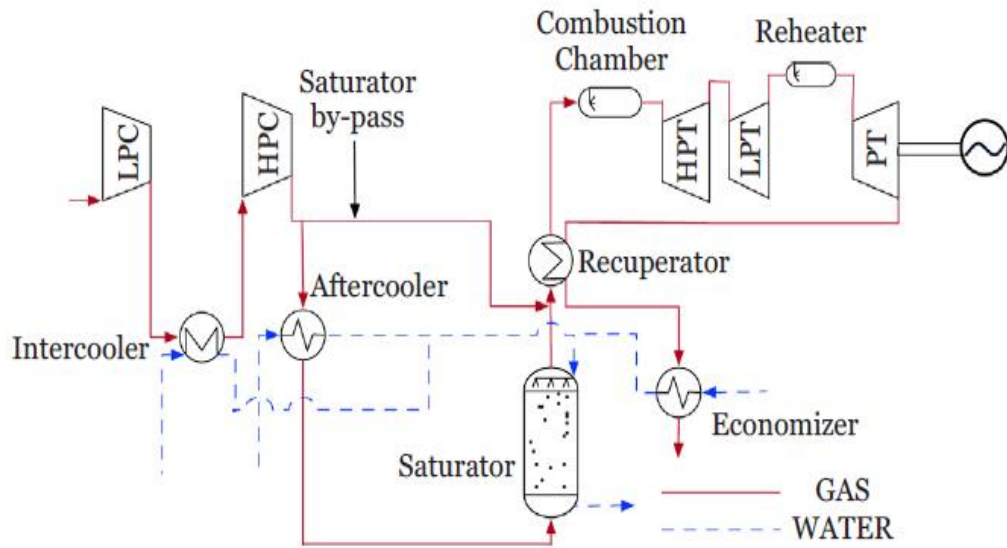 Combustion
Chamber
Reheater
Saturator
by-pass
LPC
HPC
HPT
LPT
PT
Recuperator
Aftercooler
Intercooler
Economizer
Saturator
GAS
WATER